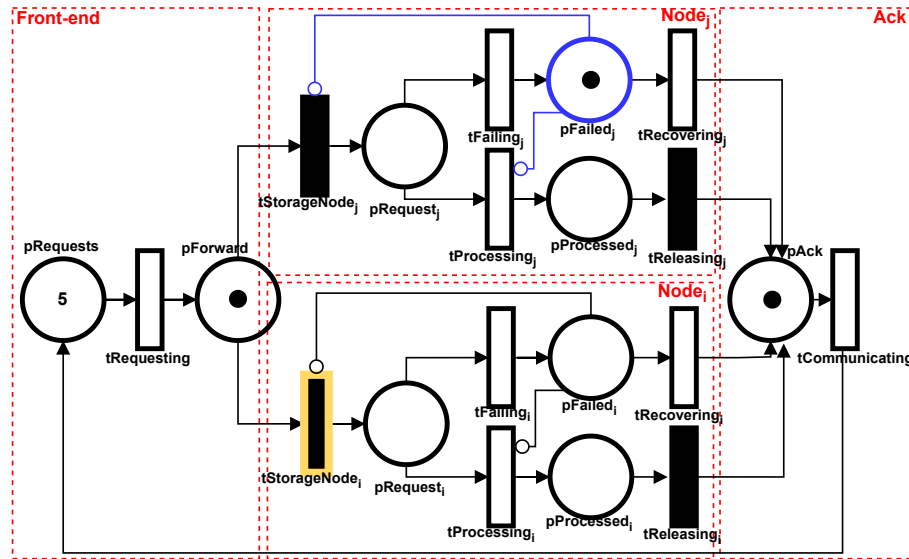 Front-end
Node_j
Ack
tFailing_j
pFailed_j
tRecovering_j
tStorageNode_j
pRequest_j
tProcessing_j
pProcessed_j
tReleasing_j
pRequests
pForward
pAck
5
tRequesting
tCommunicating
Node_i
tFailing_i
pFailed_i
tRecovering_i
tStorageNode_i
pRequest_i
tProcessing_i
pProcessed_i
tReleasing_i